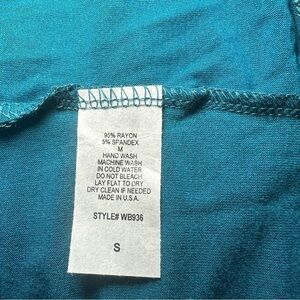 95% RAYON
5% SPANDEX
M
HAND WASH
MACHINE WASH
IN COLD WATER
DO NOT BLEACH
LAY FLAT TO DRY
DRY CLEAN IF NEEDED
MADE IN U.S.A.
STYLE# WB936
S